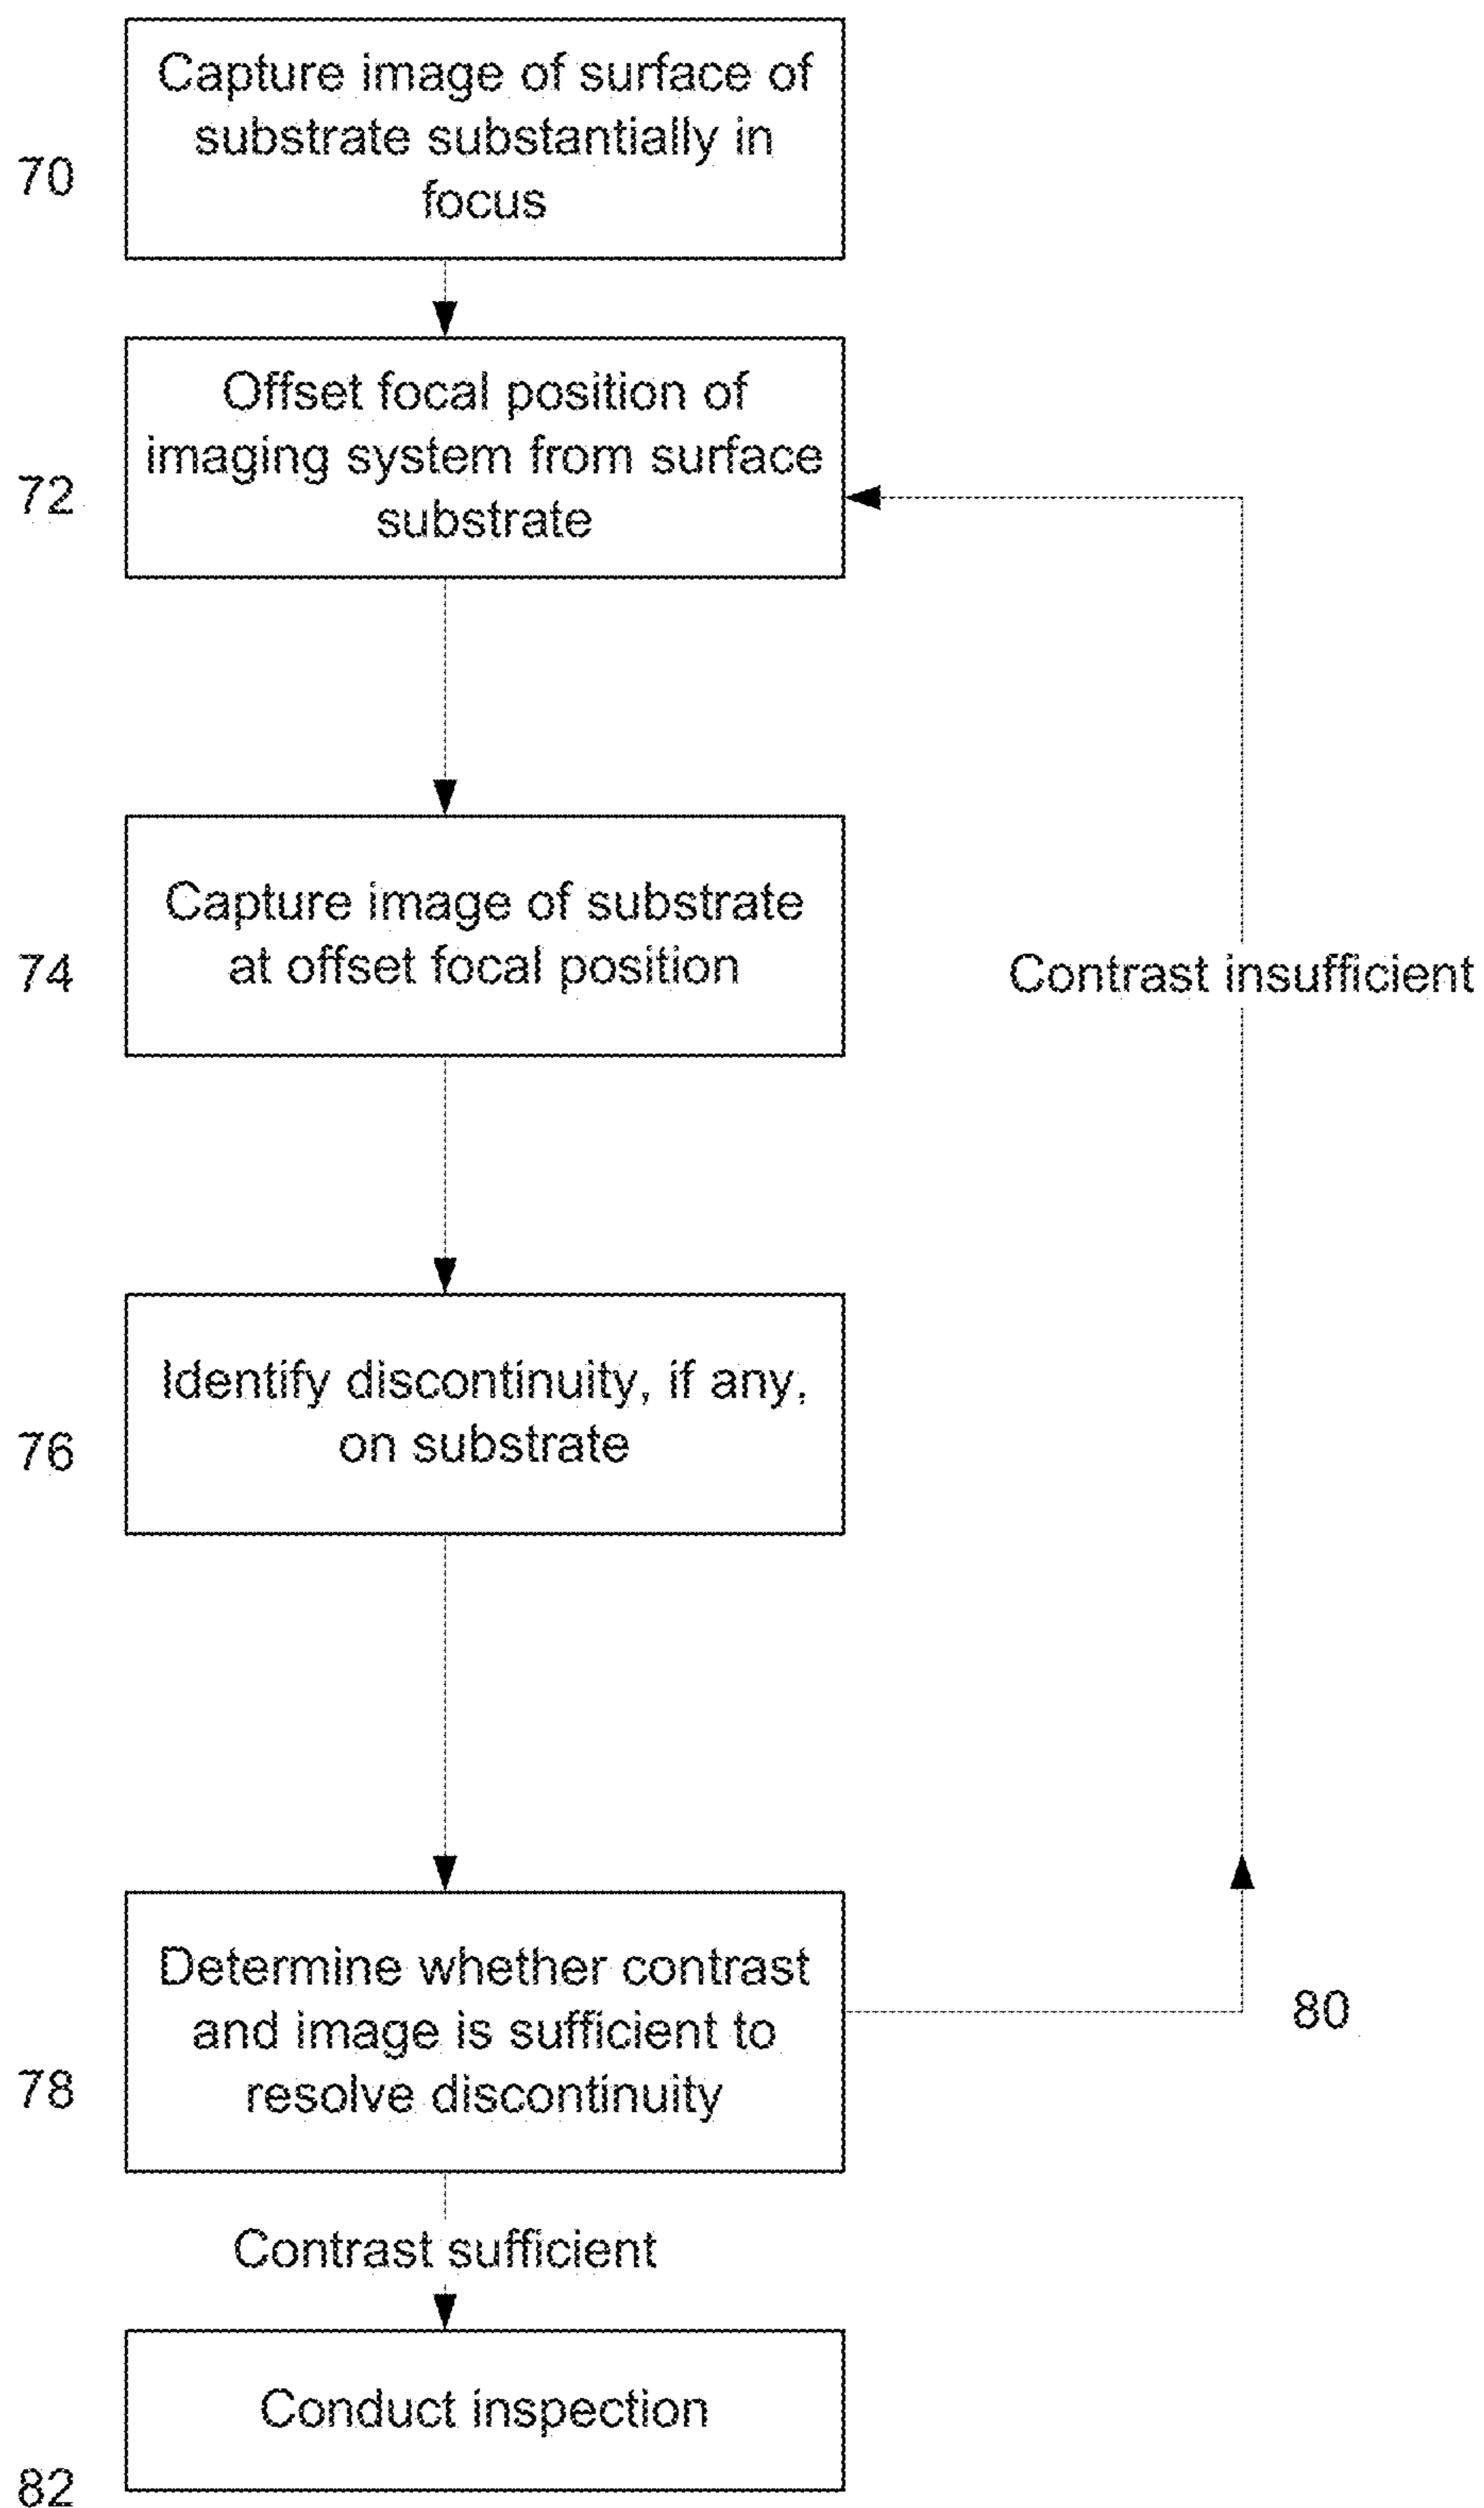 Capture image of surface of
substrate substantially in
focus
70
Offset focal position of
imaging system from surface
substrate
72
Capture image of substrate
at offset focal position
74
Contrast insufficient
Identify discontinuity, if any,
on substrate
76
Determine whether contrast
and image is sufficient to
resolve discontinuity
78
80
Contrast sufficient
Conduct inspection
82